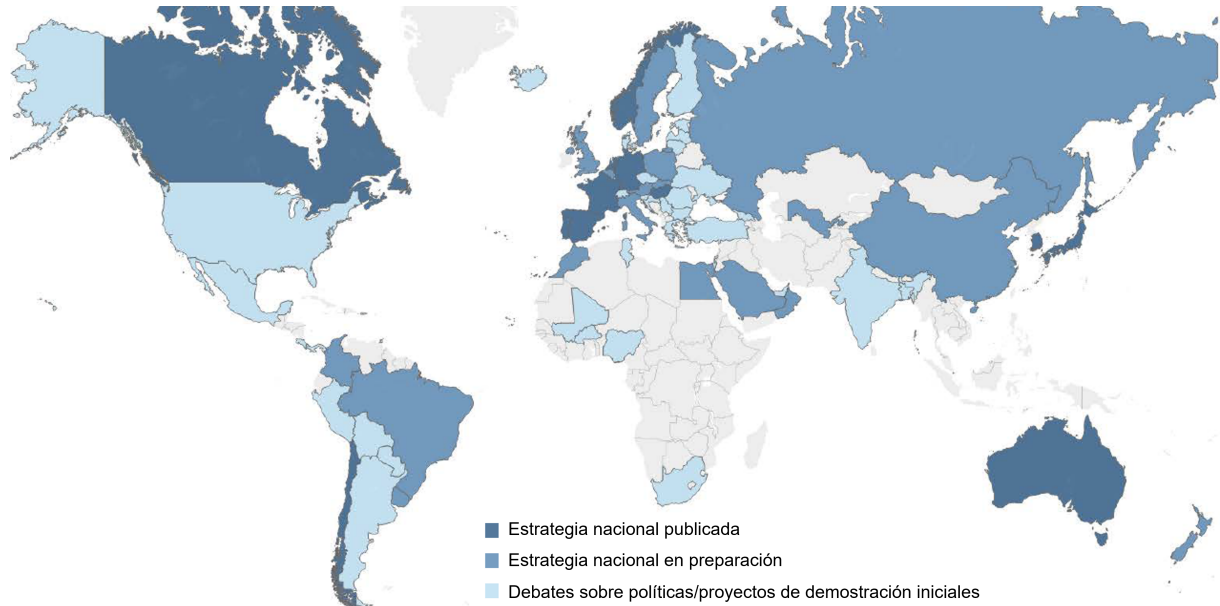 Estrategia nacional publicada
Estrategia nacional en preparación
Debates sobre políticas/proyectos de demostración iniciales